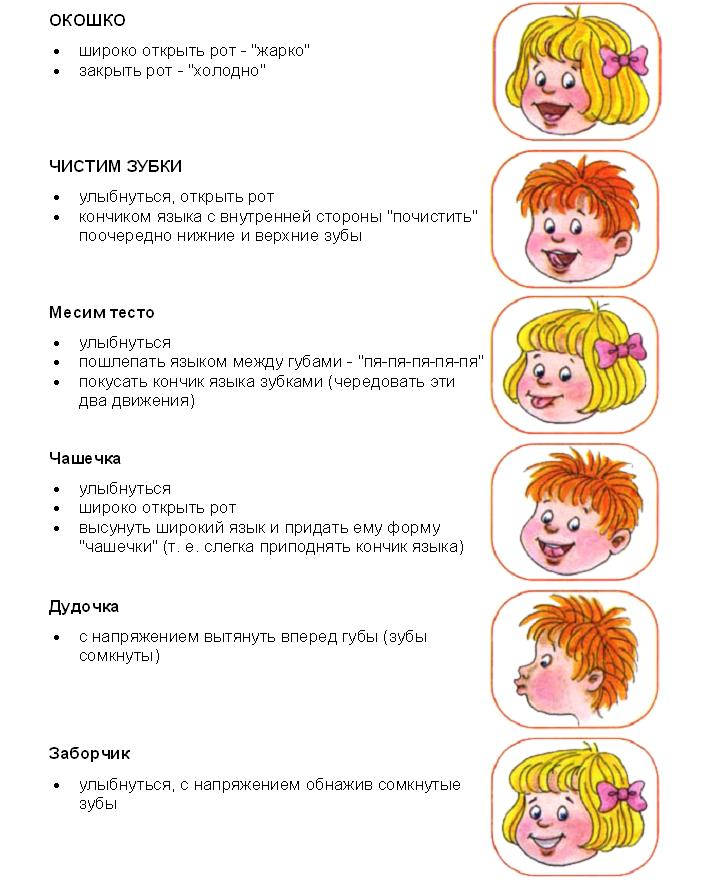 ОКОШКО
• широко открыть рот - "жарко"
• закрыть рот - "холодно"
ЧИСТИМ ЗУБКИ
• улыбнуться, открыть рот
• кончиком языка с внутренней стороны "почистить"
поочередно нижние и верхние зубы
Месим тесто
• улыбнуться
• пошлепать языком между губами - "пя-пя-пя-пя-пя"
• покусать кончик языка зубками (чередовать эти
два движения)
Чашечка
• улыбнуться
• широко открыть рот
• высунуть широкий язык и придать ему форму
"чашечки" (т. е. слегка приподнять кончик языка)
Дудочка
• с напряжением вытянуть вперед губы (зубы
сомкнуты)
Заборчик
• улыбнуться, с напряжением обнажив сомкнутые
зубы